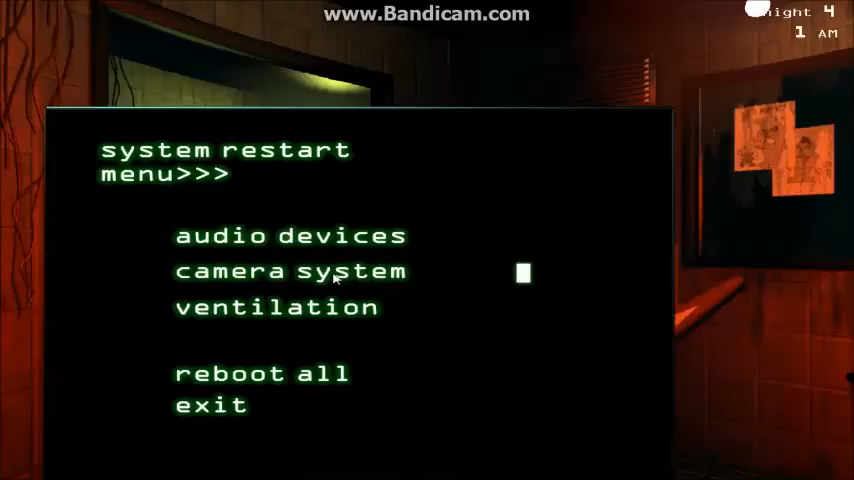 www.Bandicam.com
night 4
1 AM
system restart
menu>>>
audio devices
camera system
ventilation
reboot all
exit